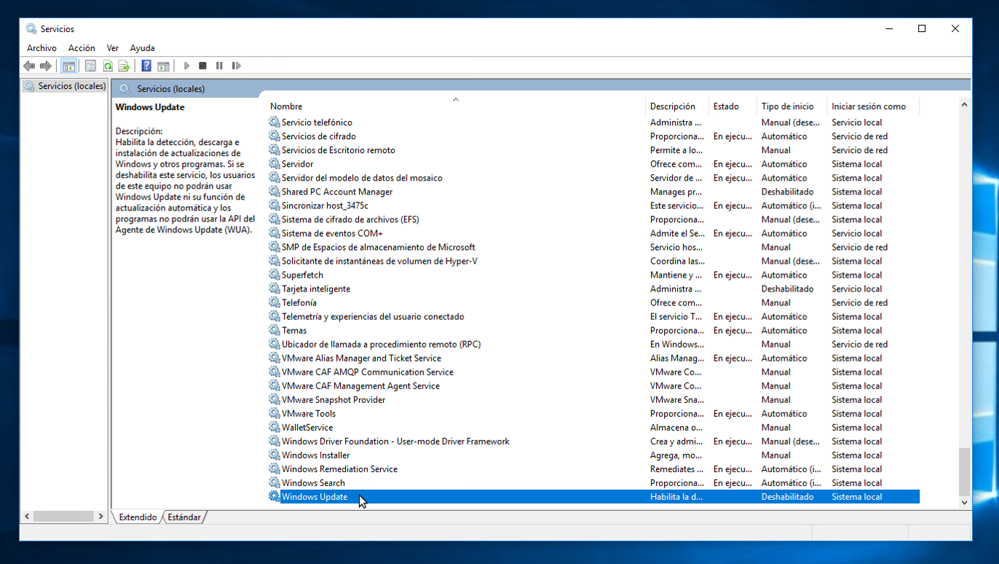 Servicios
Archivo Acción Ver Ayuda
Servicios (locales)
Servicios (locales)
Windows Update
Descripción:
Habilita la detección, descarga e
instalación de actualizaciones de
Windows y otros programas. Si se
deshabilita este servicio, los usuarios
de este equipo no podrán usar
Windows Update ni su función de
actualización automática y los
programas no podrán usar la API del
Agente de Windows Update (WUA).
Nombre Descripción Estado Tipo de inicio Iniciar sesión como
Servicio telefónico Administra ... Manual (dese... Servicio local
Servicios de cifrado Proporciona... En ejecu... Automático Servicio de red
Servicios de Escritorio remoto Permite a lo... Manual Servicio de red
Servidor Ofrece com... En ejecu... Automático Sistema local
Servidor del modelo de datos del mosaico Servidor de ... En ejecu... Automático Sistema local
Shared PC Account Manager Manages pr... Deshabilitado Sistema local
Sincronizar host_3475c Este servicio... En ejecu... Automático (i... Sistema local
Sistema de cifrado de archivos (EFS) Proporciona... Manual (dese... Sistema local
Sistema de eventos COM+ Admite el Se... En ejecu... Automático Servicio local
SMP de Espacios de almacenamiento de Microsoft Servicio hos... Manual Servicio de red
Solicitante de instantáneas de volumen de Hyper-V Coordina las... Manual (dese... Sistema local
Superfetch Mantiene y ... En ejecu... Automático Sistema local
Tarjeta inteligente Administra ... Deshabilitado Servicio local
Telefonía Ofrece com... Manual Servicio de red
Telemetría y experiencias del usuario conectado El servicio T... En ejecu... Automático Sistema local
Temas Proporciona... En ejecu... Automático Sistema local
Ubicador de llamada a procedimiento remoto (RPC) En Windows... Manual Servicio de red
VMware Alias Manager and Ticket Service Alias Manag... En ejecu... Automático Sistema local
VMware CAF AMQP Communication Service VMware Co... Manual Sistema local
VMware CAF Management Agent Service VMware Co... Manual Sistema local
VMware Snapshot Provider VMware Sna... Manual Sistema local
VMware Tools Proporciona... En ejecu... Automático Sistema local
WalletService Almacena o... Manual Sistema local
Windows Driver Foundation - User-mode Driver Framework Crea y admi... En ejecu... Manual (dese... Sistema local
Windows Installer Agrega, mo... Manual Sistema local
Windows Remediation Service Remediates ... En ejecu... Automático (i... Sistema local
Windows Search Proporciona... En ejecu... Automático (i... Sistema local
Windows Update Habilita la d... Deshabilitado Sistema local
Extendido Estándar